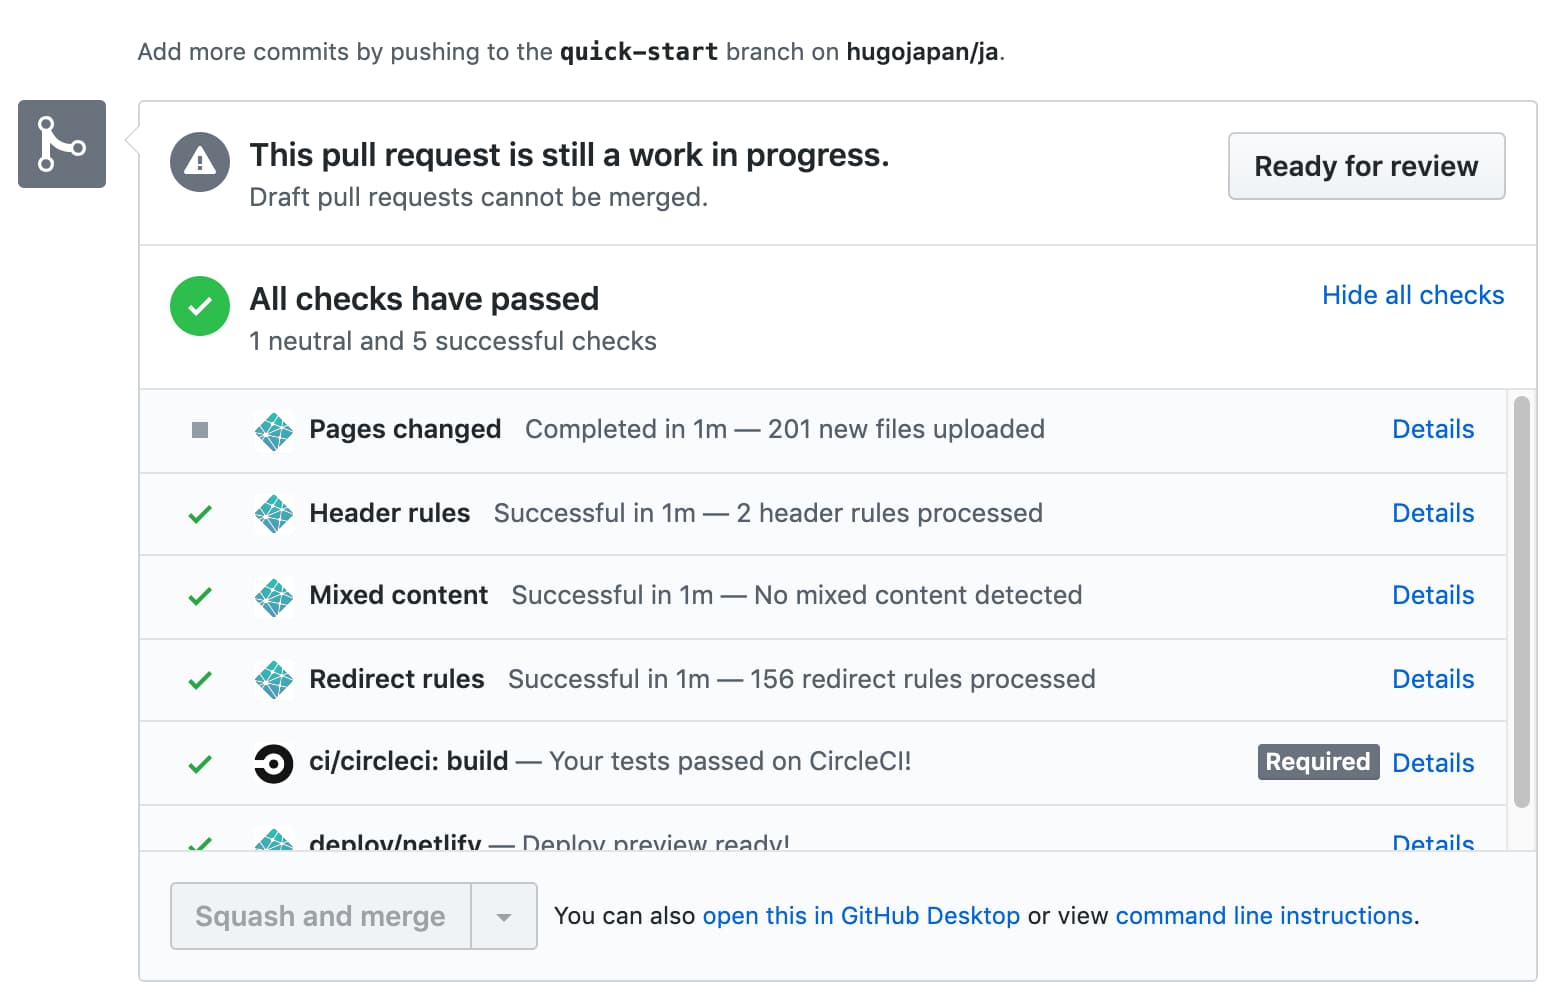 Add more commits by pushing to the quick-start branch on hugojapan/ja.
This pull request is still a work in progress.
Draft pull requests cannot be merged.
Ready for review
All checks have passed
1 neutral and 5 successful checks
Hide all checks
Pages changed Completed in 1m — 201 new files uploaded Details
Header rules Successful in 1m — 2 header rules processed Details
Mixed content Successful in 1m — No mixed content detected Details
Redirect rules Successful in 1m — 156 redirect rules processed Details
ci/circleci: build — Your tests passed on CircleCI! Required Details
deploy/netlify — Deploy preview ready! Details
Squash and merge You can also open this in GitHub Desktop or view command line instructions.